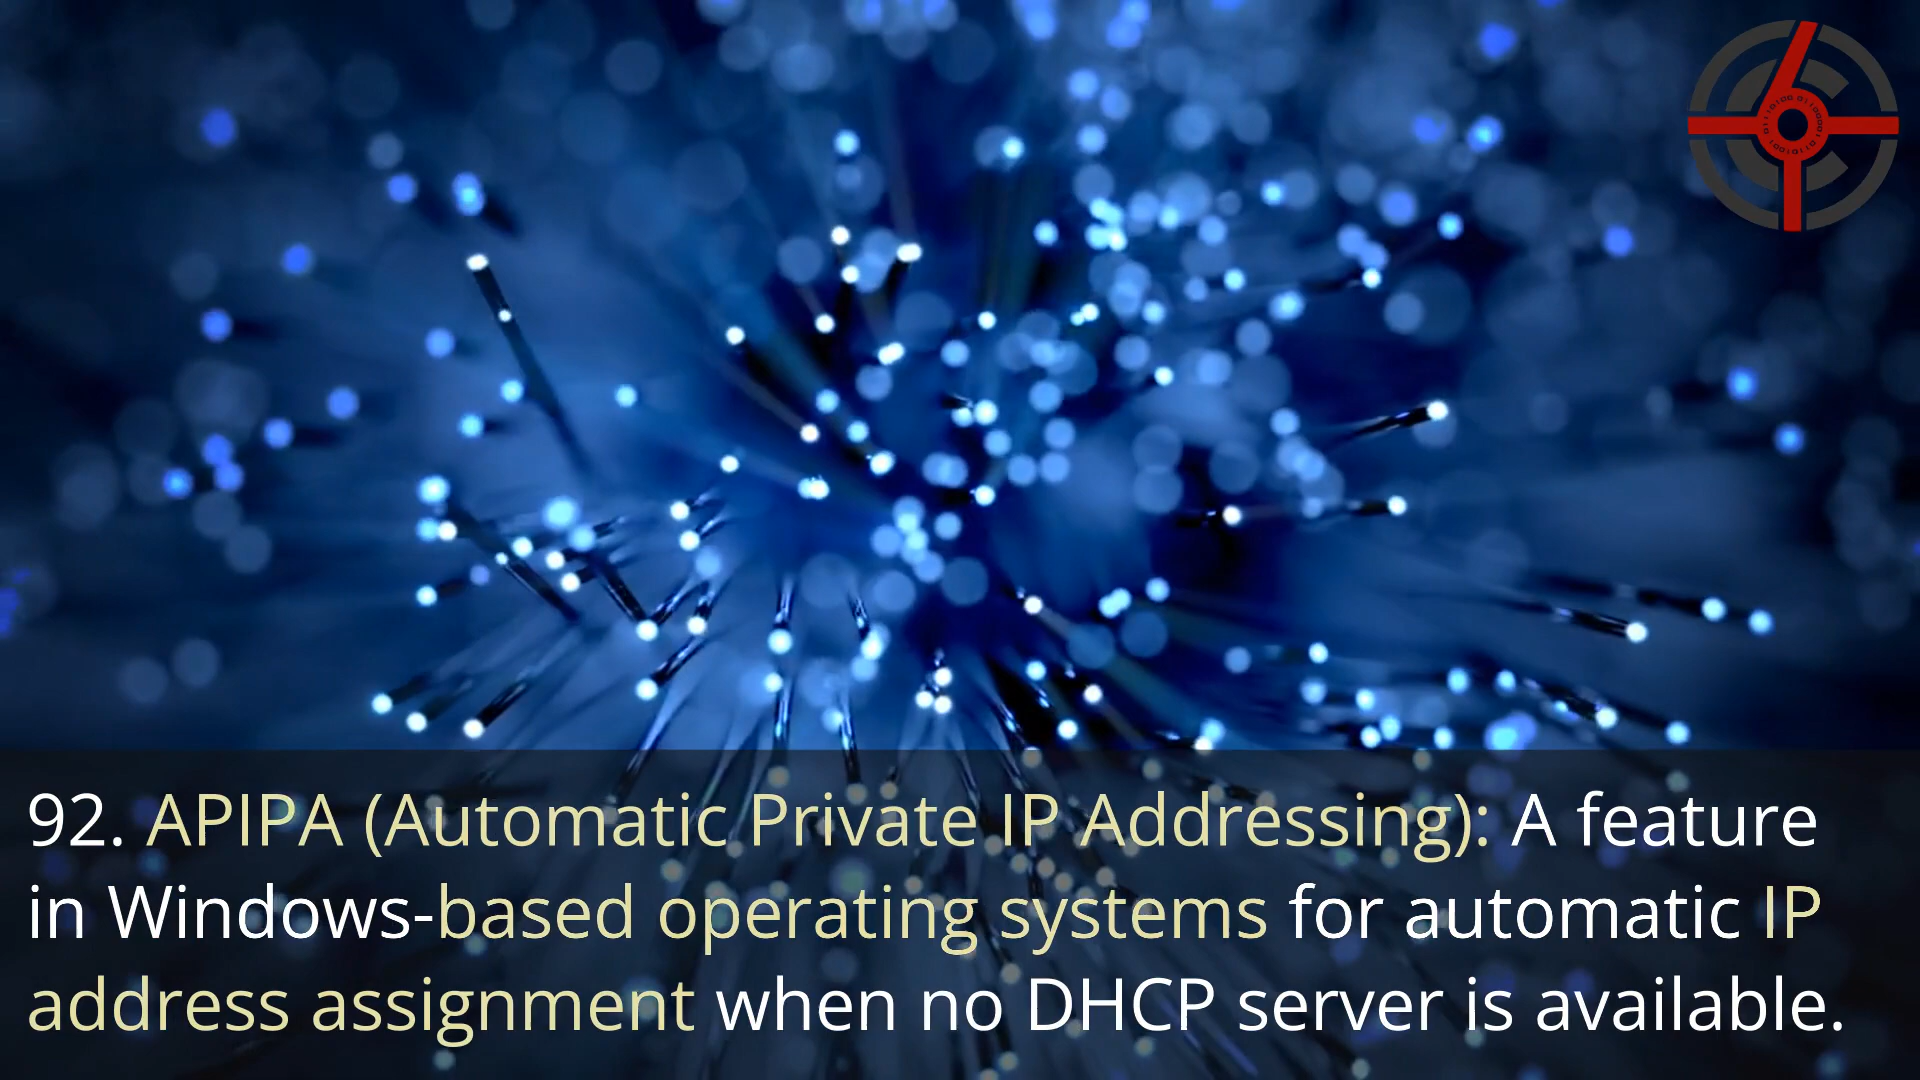 92. APIPA (Automatic Private IP Addressing): A feature
in Windows-based operating systems for automatic IP
address assignment when no DHCP server is available.